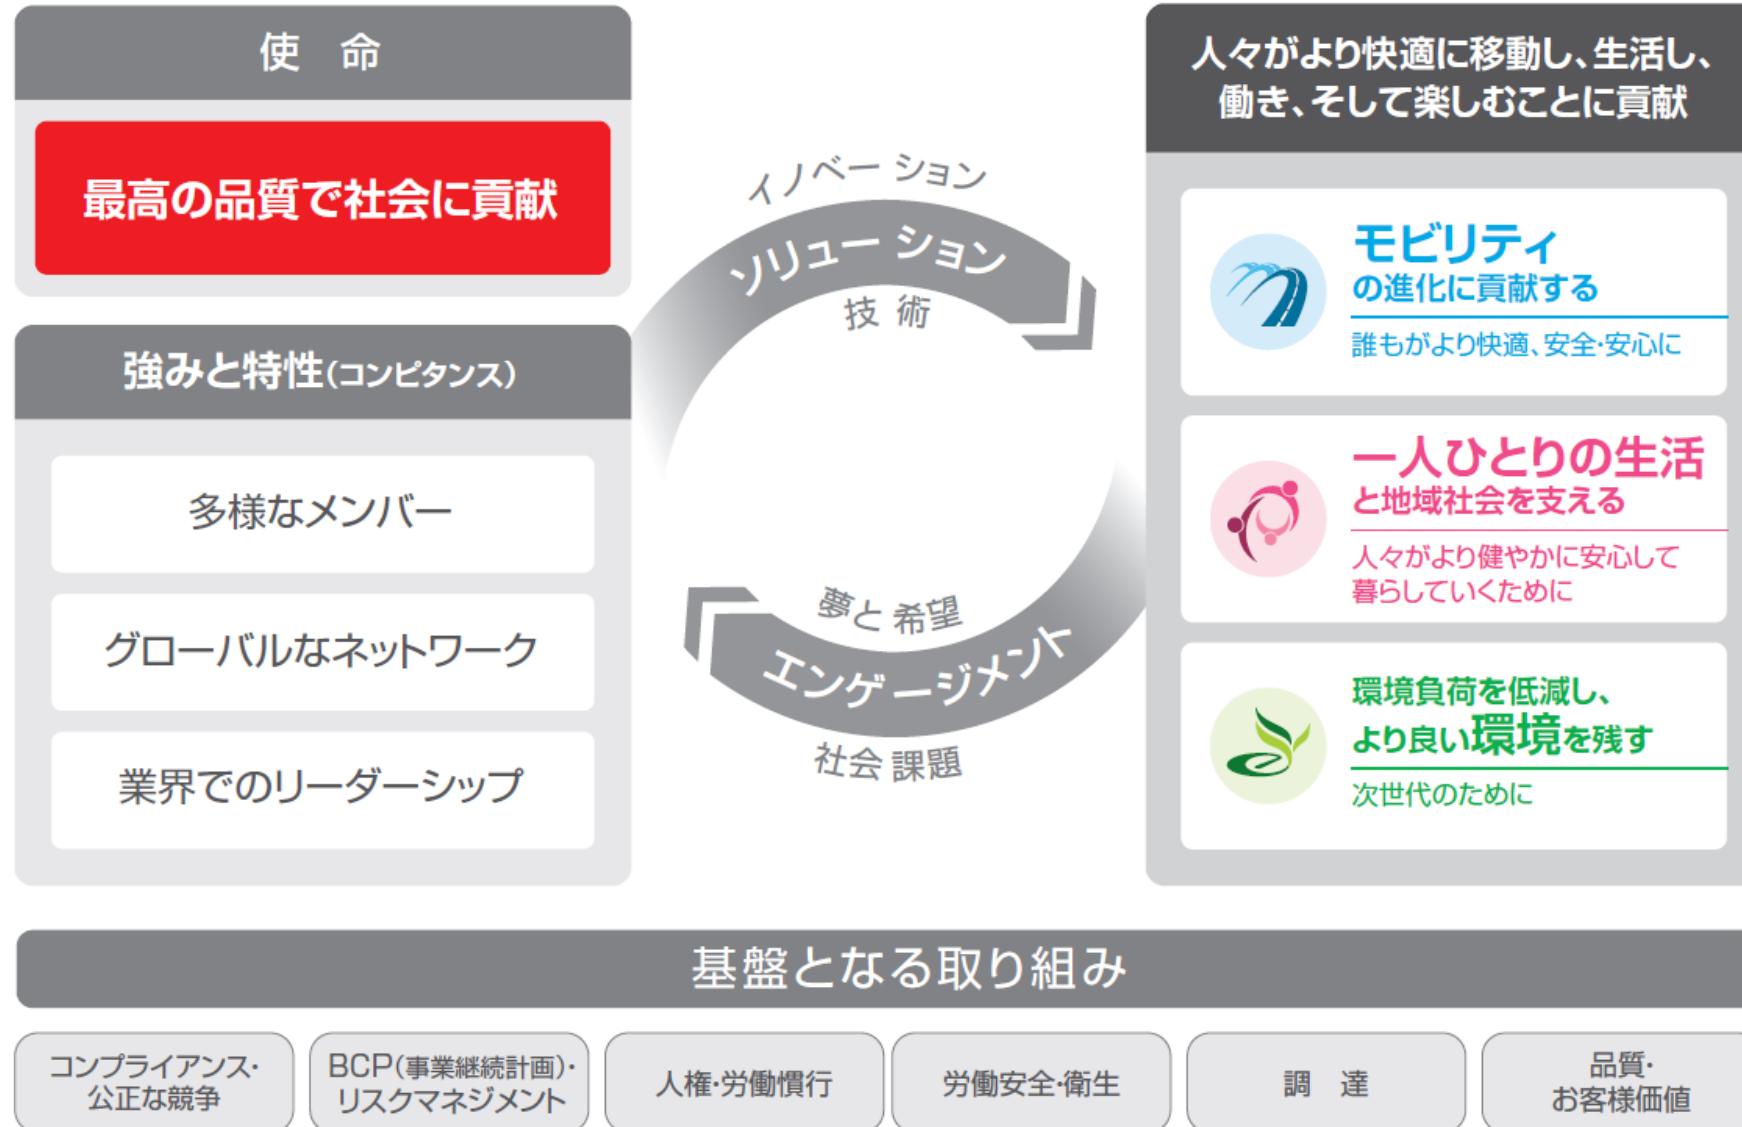 使 命
最高の品質で社会に貢献
強みと特性(コンピタンス)
多様なメンバー
グローバルなネットワーク
業界でのリーダーシップ
イノベーション
ソリューション
技 術
夢と希望
エンゲージメント
社会課題
人々がより快適に移動し、生活し、
働き、そして楽しむことに貢献
モビリティ
の進化に貢献する
誰もがより快適、安全・安心に
一人ひとりの生活
と地域社会を支える
人々がより健やかに安心して
暮らしていくために
環境負荷を低減し、
より良い環境を残す
次世代のために
基盤となる取り組み
コンプライアンス・
公正な競争
BCP(事業継続計画)・
リスクマネジメント
人権・労働慣行
労働安全・衛生
調 達
品質・
お客様価値